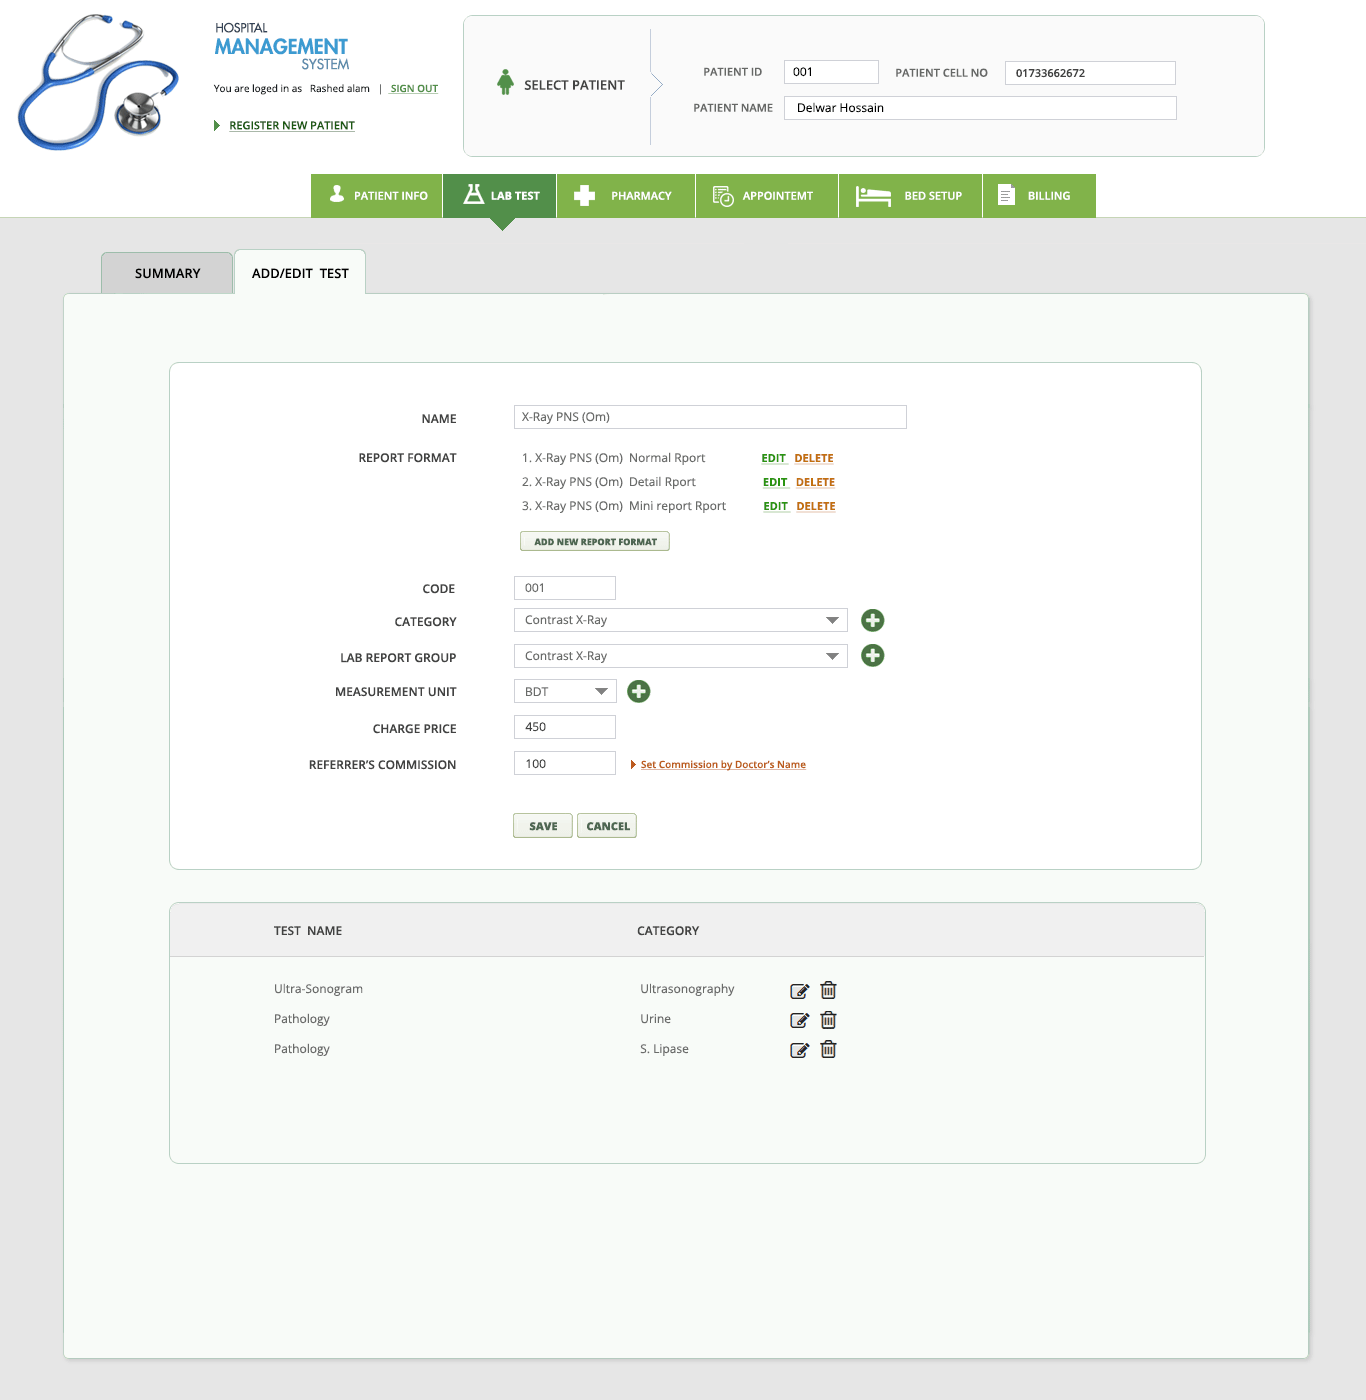 HOSPITAL
MANAGEMENT
SYSTEM
You are loged in as Rashed alam | SIGN OUT
REGISTER NEW PATIENT
SELECT PATIENT
PATIENT ID 001 PATIENT CELL NO 01733662672
PATIENT NAME Delwar Hossain
PATIENT INFO LAB TEST PHARMACY APPOINTEMT BED SETUP BILLING
SUMMARY ADD/EDIT TEST
NAME X-Ray PNS (Om)
REPORT FORMAT 1. X-Ray PNS (Om) Normal Rport EDIT DELETE
2. X-Ray PNS (Om) Detail Rport EDIT DELETE
3. X-Ray PNS (Om) Mini report Rport EDIT DELETE
ADD NEW REPORT FORMAT
CODE 001
CATEGORY Contrast X-Ray
LAB REPORT GROUP Contrast X-Ray
MEASUREMENT UNIT BDT
CHARGE PRICE 450
REFERRER'S COMMISSION 100 Set Commission by Doctor's Name
SAVE CANCEL
TEST NAME CATEGORY
Ultra-Sonogram Ultrasonography
Pathology Urine
Pathology S. Lipase